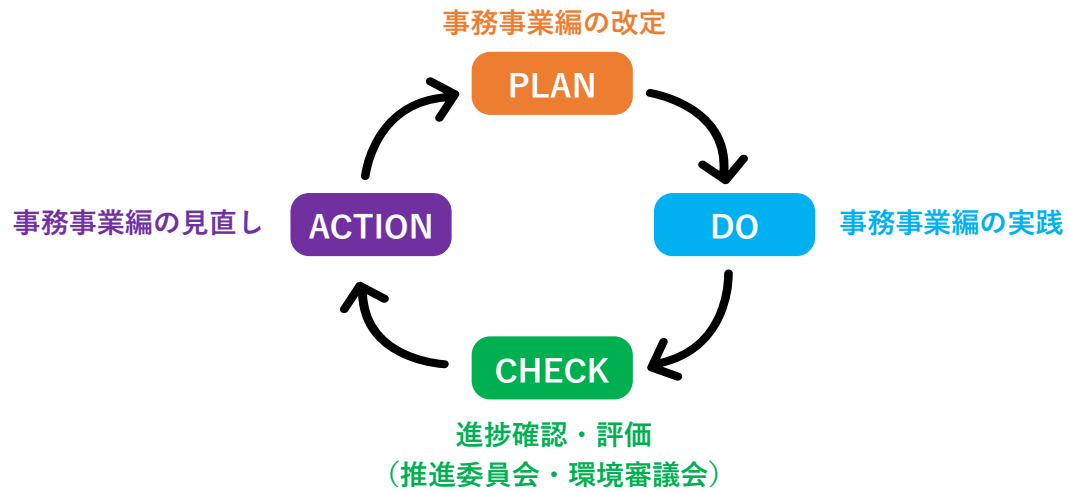 事務事業編の改定
PLAN
事務事業編の見直し
ACTION
DO
事務事業編の実践
CHECK
進捗確認・評価
（推進委員会・環境審議会）